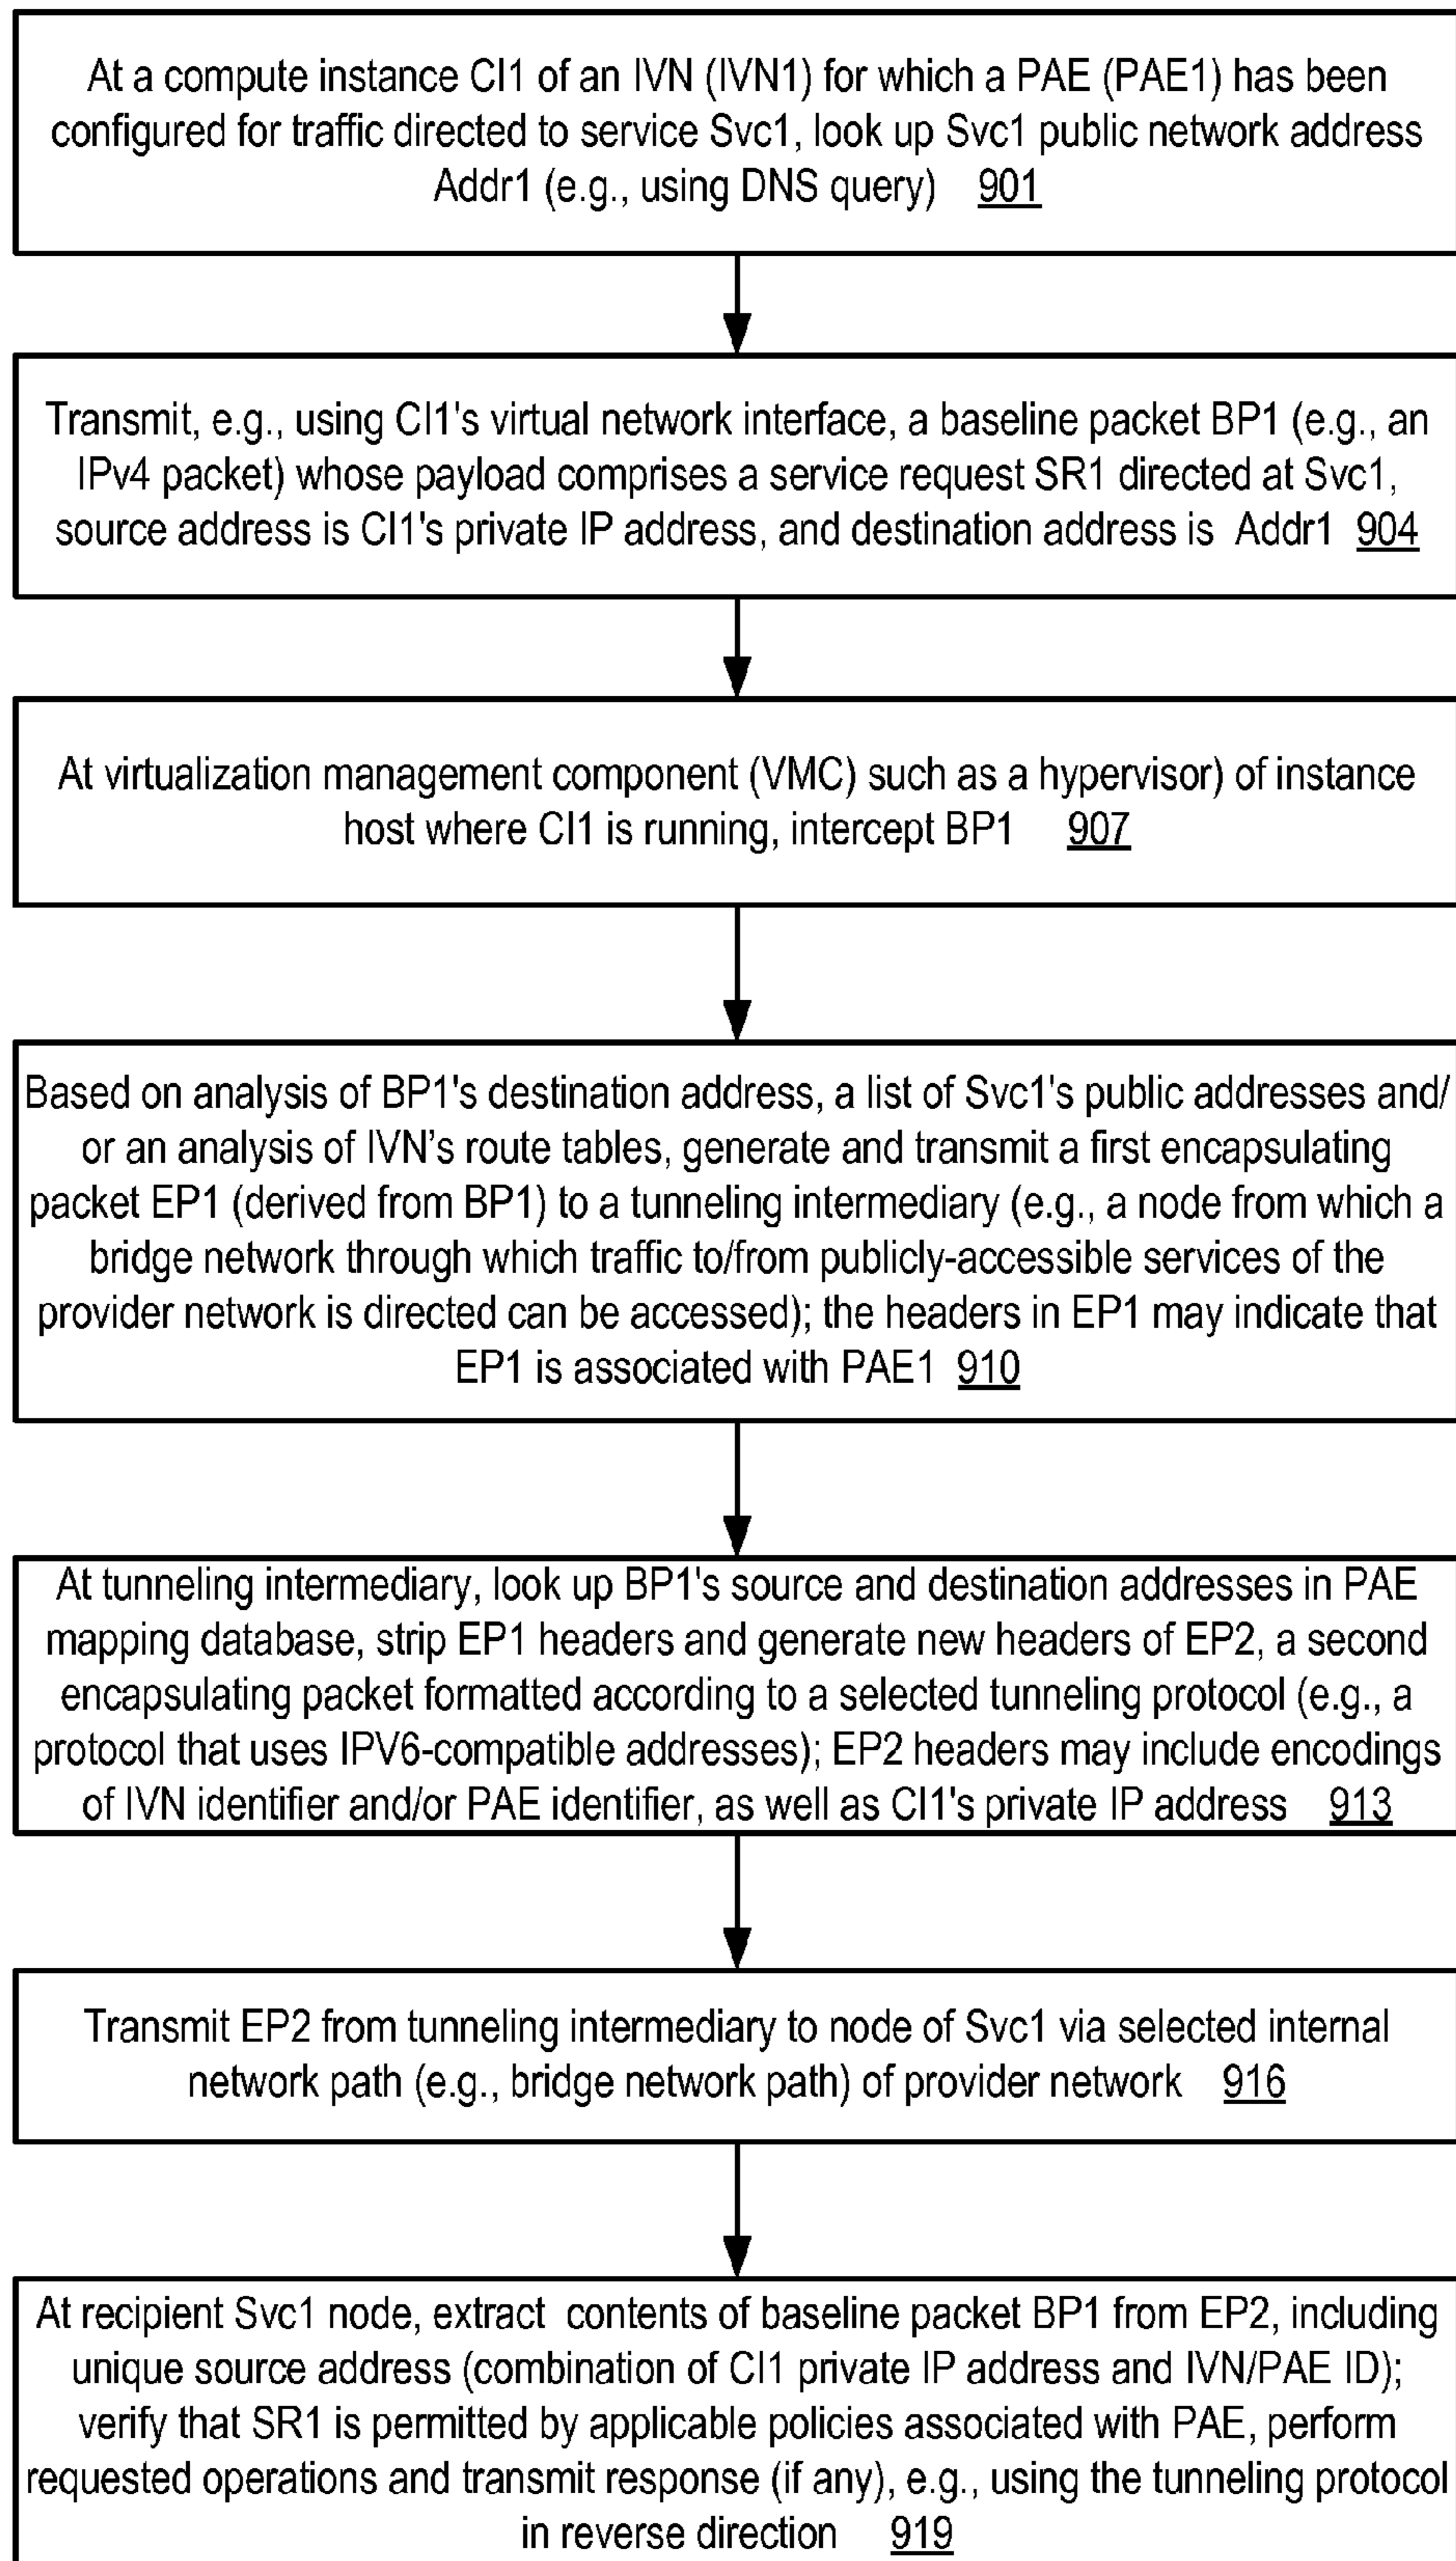 At a compute instance CI1 of an IVN (IVN1) for which a PAE (PAE1) has been
configured for traffic directed to service Svc1, look up Svc1 public network address
Addr1 (e.g., using DNS query) 901
Transmit, e.g., using CI1's virtual network interface, a baseline packet BP1 (e.g., an
IPv4 packet) whose payload comprises a service request SR1 directed at Svc1,
source address is CI1's private IP address, and destination address is Addr1 904
At virtualization management component (VMC) such as a hypervisor) of instance
host where CI1 is running, intercept BP1 907
Based on analysis of BP1's destination address, a list of Svc1's public addresses and/
or an analysis of IVN's route tables, generate and transmit a first encapsulating
packet EP1 (derived from BP1) to a tunneling intermediary (e.g., a node from which a
bridge network through which traffic to/from publicly-accessible services of the
provider network is directed can be accessed); the headers in EP1 may indicate that
EP1 is associated with PAE1 910
At tunneling intermediary, look up BP1's source and destination addresses in PAE
mapping database, strip EP1 headers and generate new headers of EP2, a second
encapsulating packet formatted according to a selected tunneling protocol (e.g., a
protocol that uses IPV6-compatible addresses); EP2 headers may include encodings
of IVN identifier and/or PAE identifier, as well as CI1's private IP address 913
Transmit EP2 from tunneling intermediary to node of Svc1 via selected internal
network path (e.g., bridge network path) of provider network 916
At recipient Svc1 node, extract contents of baseline packet BP1 from EP2, including
unique source address (combination of CI1 private IP address and IVN/PAE ID);
verify that SR1 is permitted by applicable policies associated with PAE, perform
requested operations and transmit response (if any), e.g., using the tunneling protocol
in reverse direction 919